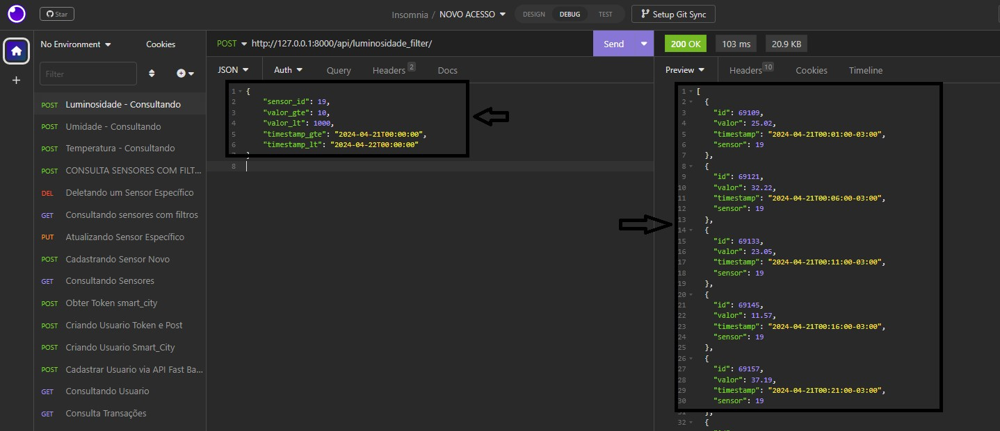 Star
Insomnia / NOVO ACESSO
DESIGN DEBUG TEST
Setup Git Sync
No Environment
Cookies
Filter
POST Luminosidade - Consultando
POST Umidade - Consultando
POST Temperatura - Consultando
POST CONSULTA SENSORES COM FILT...
DEL Deletando um Sensor Específico
GET Consultando sensores com filtros
PUT Atualizando Sensor Específico
POST Cadastrando Sensor Novo
GET Consultando Sensores
POST Obter Token smart_city
POST Criando Usuario Token e Post
POST Criando Usuario Smart_City
POST Cadastrar Usuario via API Fast Ba...
GET Consultando Usuario
GET Consulta Transações
POST http://127.0.0.1:8000/api/luminosidade_filter/
Send
JSON Auth Query Headers 2 Docs
1 {
2 "sensor_id": 19,
3 "valor_gte": 10,
4 "valor_lt": 1000,
5 "timestamp_gte": "2024-04-21T00:00:00",
6 "timestamp_lt": "2024-04-22T00:00:00"
7 }
8
200 OK 103 ms 20.9 KB
Preview Headers 10 Cookies Timeline
1 [
2 {
3 "id": 69109,
4 "valor": 25.02,
5 "timestamp": "2024-04-21T00:01:00-03:00",
6 "sensor": 19
7 },
8 {
9 "id": 69121,
10 "valor": 32.22,
11 "timestamp": "2024-04-21T00:06:00-03:00",
12 "sensor": 19
13 },
14 {
15 "id": 69133,
16 "valor": 23.05,
17 "timestamp": "2024-04-21T00:11:00-03:00",
18 "sensor": 19
19 },
20 {
21 "id": 69145,
22 "valor": 11.57,
23 "timestamp": "2024-04-21T00:16:00-03:00",
24 "sensor": 19
25 },
26 {
27 "id": 69157,
28 "valor": 37.19,
29 "timestamp": "2024-04-21T00:21:00-03:00",
30 "sensor": 19
31 },
32 {